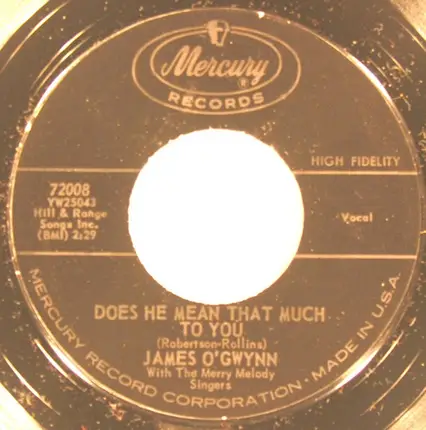 Mercury
®
RECORDS
HIGH FIDELITY
72008
YW25043
Hill & Range
Songs Inc.
(BMI) 2:29
Vocal
DOES HE MEAN THAT MUCH
TO YOU
(Robertson-Rollins)
JAMES O'GWYNN
With The Merry Melody
Singers
MERCURY RECORD CORPORATION · MADE IN U.S.A.